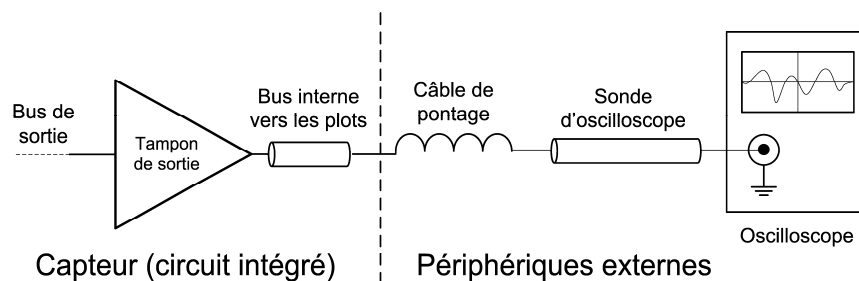 Bus de
sortie
Tampon
de sortie
Bus interne
vers les plots
Câble de
pontage
Sonde
d'oscilloscope
Oscilloscope
Capteur (circuit intégré)
Périphériques externes